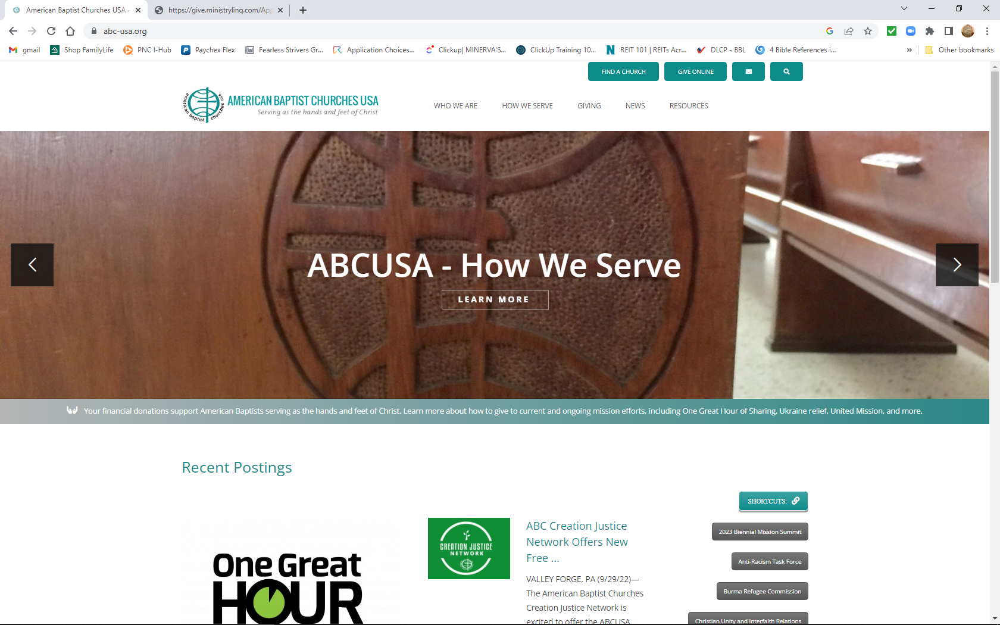 American Baptist Churches USA
https://give.ministrylinq.com/App
abc-usa.org
gmail
Shop FamilyLife
PNC I-Hub
Paychex Flex
Fearless Strivers Gr...
Application Choices...
Clickup| MINERVA'S...
ClickUp Training 10...
REIT 101 | REITs Acr...
DLCP - BBL
4 Bible References i...
»
Other bookmarks
FIND A CHURCH
GIVE ONLINE
american baptist churches USA
AMERICAN BAPTIST CHURCHES USA
Serving as the hands and feet of Christ
WHO WE ARE
HOW WE SERVE
GIVING
NEWS
RESOURCES
ABCUSA - How We Serve
LEARN MORE
Your financial donations support American Baptists serving as the hands and feet of Christ. Learn more about how to give to current and ongoing mission efforts, including One Great Hour of Sharing, Ukraine relief, United Mission, and more.
Recent Postings
One Great
HOUR
CREATION JUSTICE
NETWORK
ABC Creation Justice
Network Offers New
Free ...
VALLEY FORGE, PA (9/29/22)—
The American Baptist Churches
Creation Justice Network is
excited to offer the ABCUSA
SHORTCUTS:
2023 Biennial Mission Summit
Anti-Racism Task Force
Burma Refugee Commission
Christian Unity and Interfaith Relations